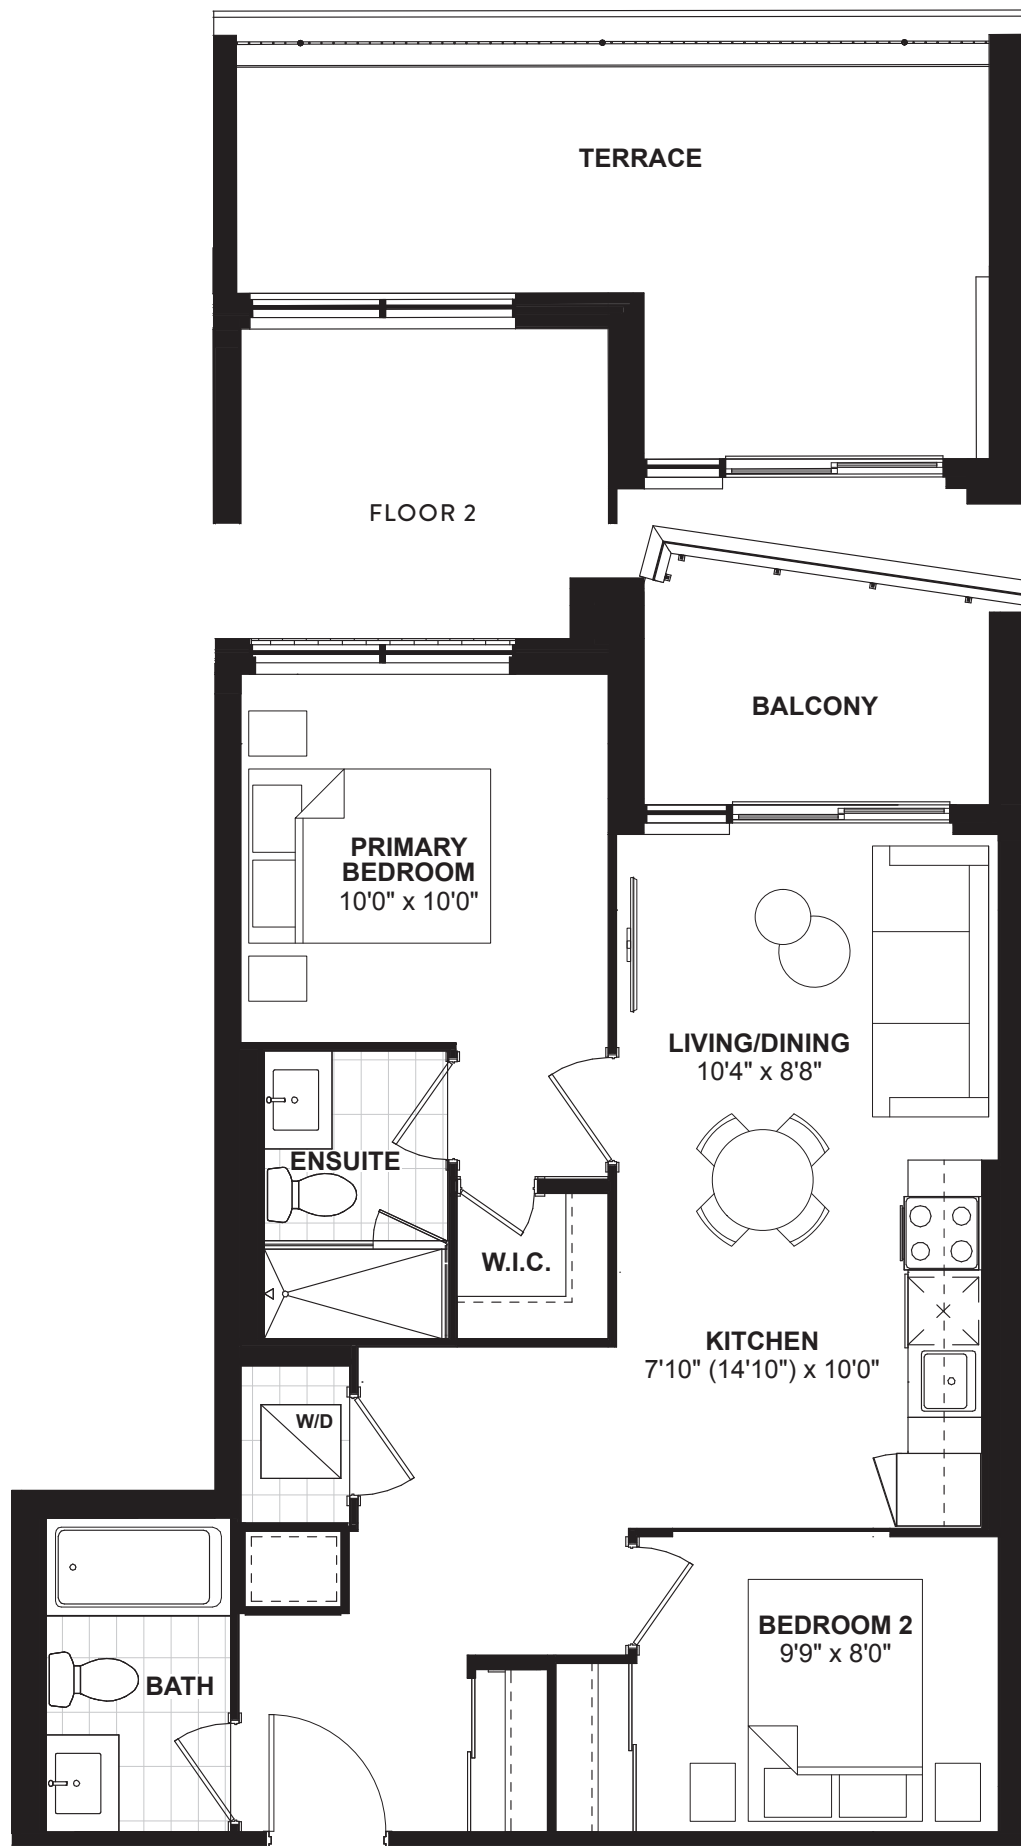 TERRACE
FLOOR 2
BALCONY
PRIMARY
BEDROOM
10'0" x 10'0"
LIVING/DINING
10'4" x 8'8"
ENSUITE
W.I.C.
KITCHEN
7'10" (14'10") x 10'0"
W/D
BEDROOM 2
9'9" x 8'0"
BATH